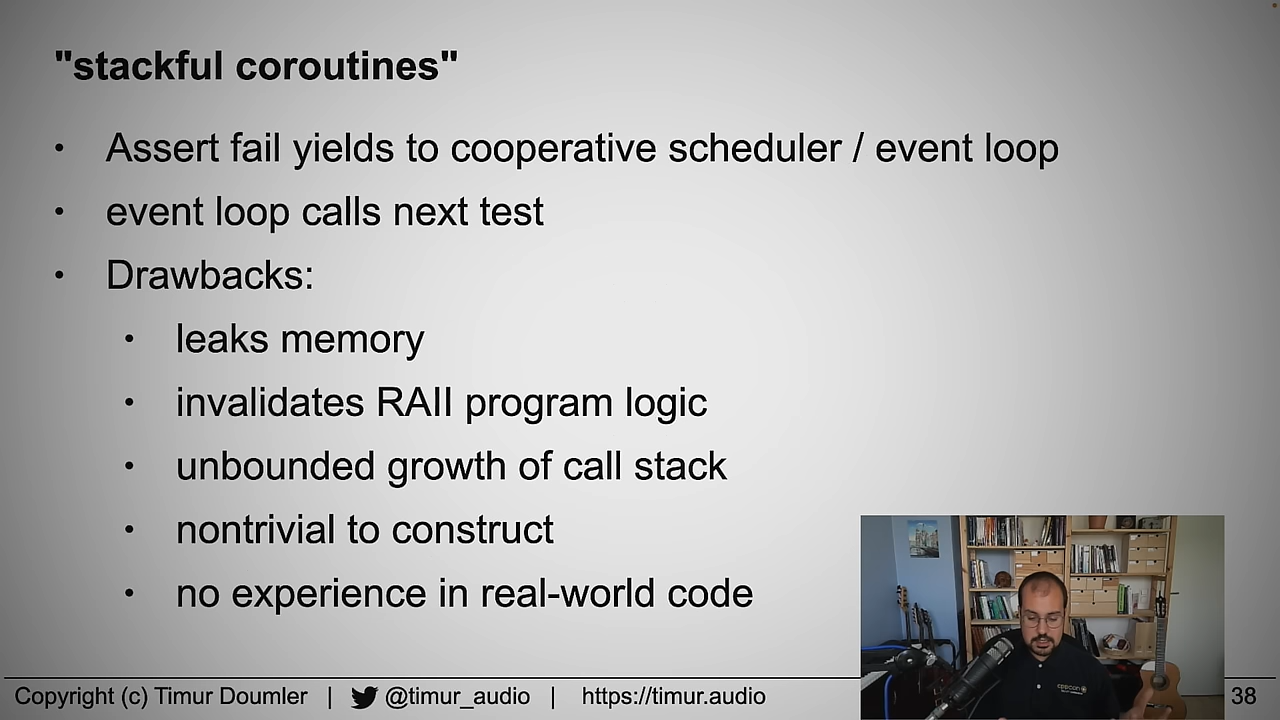 "stackful coroutines"
• Assert fail yields to cooperative scheduler / event loop
• event loop calls next test
• Drawbacks:
• leaks memory
• invalidates RAII program logic
• unbounded growth of call stack
• nontrivial to construct
• no experience in real-world code
Copyright (c) Timur Doumler | @timur_audio | https://timur.audio
38